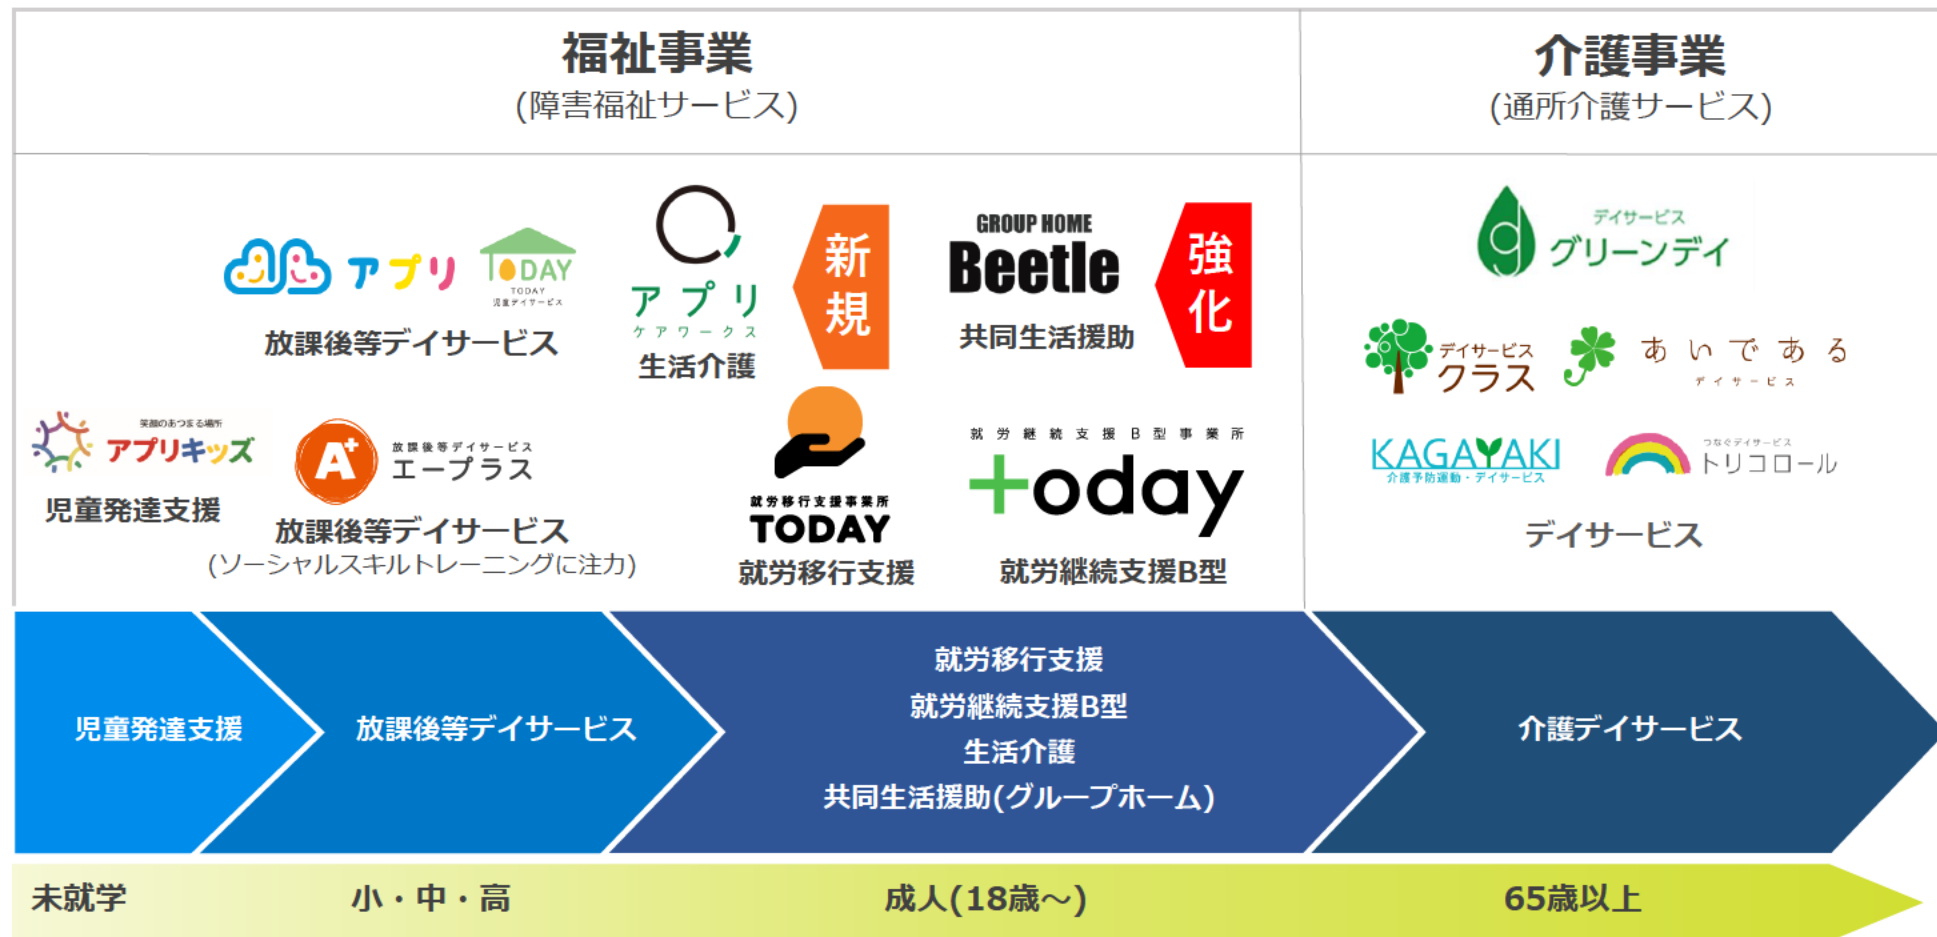 福祉事業
(障害福祉サービス)
介護事業
(通所介護サービス)
アプリ
TODAY
TODAY
児童デイサービス
放課後等デイサービス
アプリ
ケアワークス
生活介護
新規
GROUP HOME
Beetle
共同生活援助
強化
笑顔のあつまる場所
アプリキッズ
児童発達支援
A+
放課後等デイサービス
エープラス
放課後等デイサービス
(ソーシャルスキルトレーニングに注力)
就労移行支援事業所
TODAY
就労移行支援
就労継続支援B型事業所
today
就労継続支援B型
g
デイサービス
グリーンデイ
デイサービス
クラス
あいである
デイサービス
KAGAYAKI
介護予防運動・デイサービス
つなぐデイサービス
トリコロール
デイサービス
児童発達支援
放課後等デイサービス
就労移行支援
就労継続支援B型
生活介護
共同生活援助(グループホーム)
介護デイサービス
未就学
小・中・高
成人(18歳～)
65歳以上